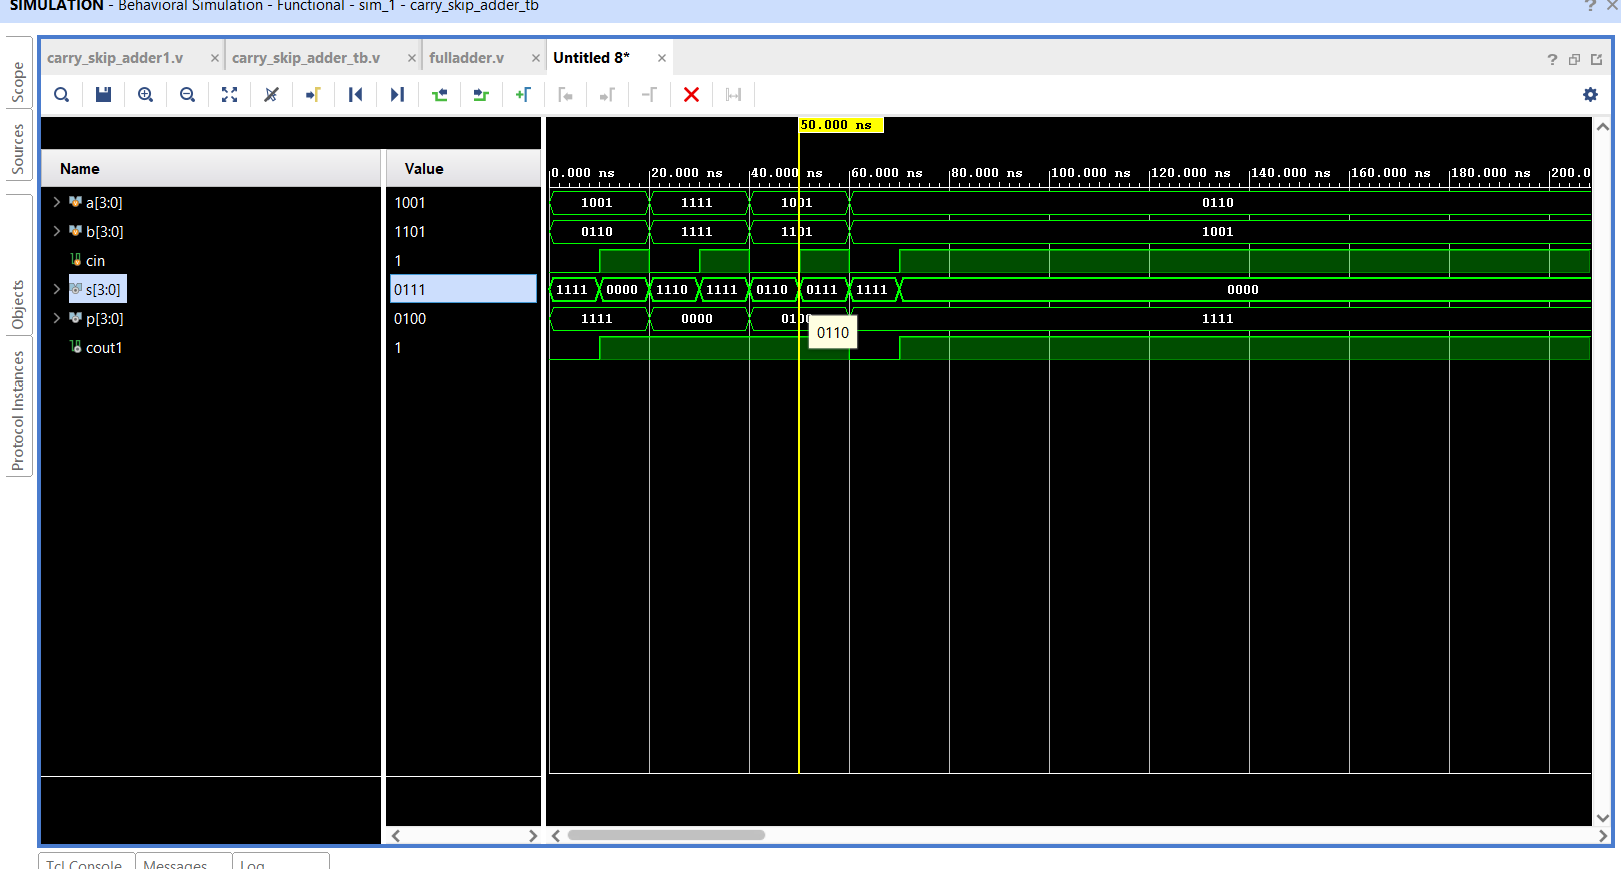 SIMULATION - Behavioral Simulation - Functional - sim_1 - carry_skip_adder_tb
? ×
carry_skip_adder1.v ×
carry_skip_adder_tb.v ×
fulladder.v ×
Untitled 8* ×
?
Scope
Sources
Objects
Protocol Instances
50.000 ns
Name Value
0.000 ns 20.000 ns 40.000 ns 60.000 ns 80.000 ns 100.000 ns 120.000 ns 140.000 ns 160.000 ns 180.000 ns 200.0
a[3:0] 1001 1001 1111 1001 0110
b[3:0] 1101 0110 1111 1101 1001
cin 1
s[3:0] 0111 1111 0000 1110 1111 0110 0111 1111 0000
p[3:0] 0100 1111 0000 0100 1111
0110
cout1 1
Tcl Console Messages Log